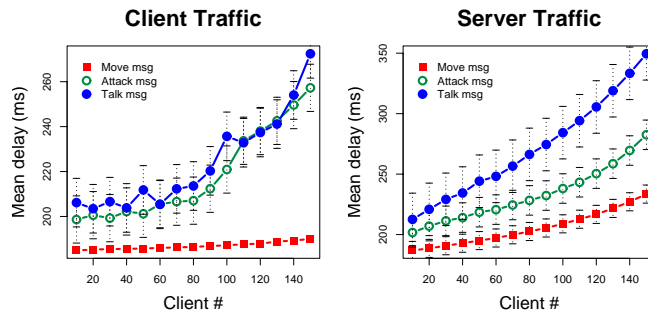 Client Traffic
Mean delay (ms)
260
240
220
200
Move msg
Attack msg
Talk msg
20 40 60 80 100 120 140
Client #
Server Traffic
Mean delay (ms)
350
300
250
200
Move msg
Attack msg
Talk msg
20 40 60 80 100 120 140
Client #